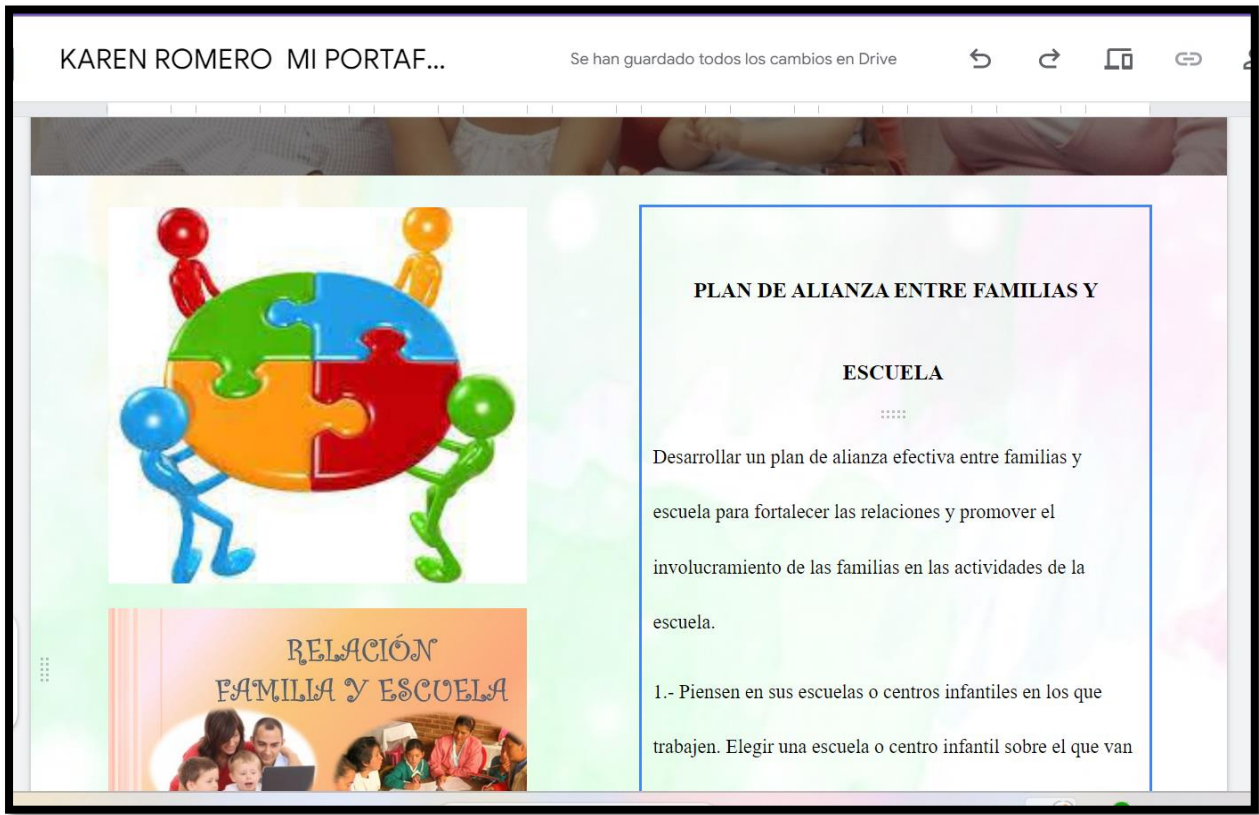 KAREN ROMERO MI PORTAF...
Se han guardado todos los cambios en Drive
PLAN DE ALIANZA ENTRE FAMILIAS Y
ESCUELA
Desarrollar un plan de alianza efectiva entre familias y
escuela para fortalecer las relaciones y promover el
involucramiento de las familias en las actividades de la
escuela.
1.- Piensen en sus escuelas o centros infantiles en los que
trabajen. Elegir una escuela o centro infantil sobre el que van
RELACIÓN
FAMILIA Y ESCUELA